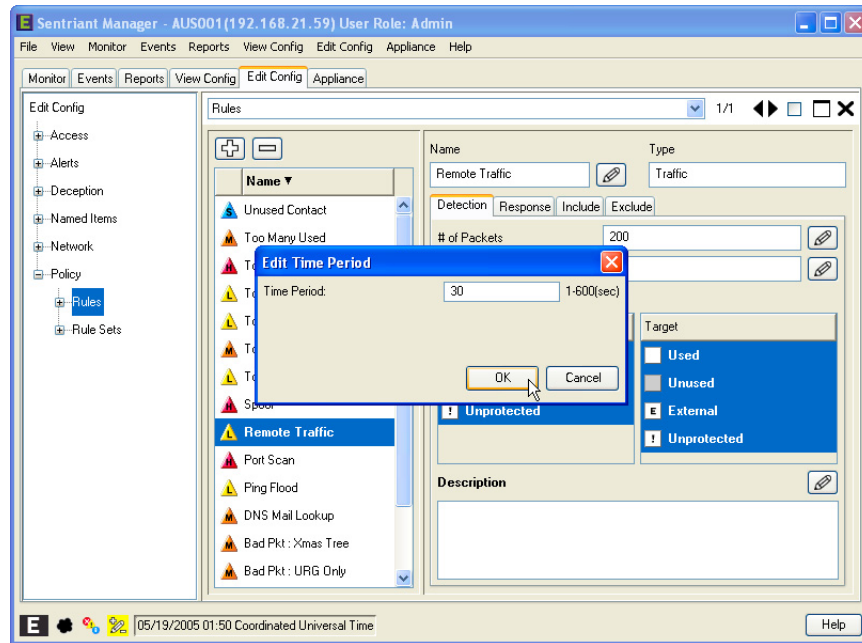 Sentriant Manager - AUS001(192.168.21.59) User Role: Admin
File View Monitor Events Reports View Config Edit Config Appliance Help
Monitor Events Reports View Config Edit Config Appliance
Edit Config
Access
Alerts
Deception
Named Items
Network
Policy
Rules
Rule Sets
Rules
1/1
Name ▼
Unused Contact
Too Many Used
Spoof
Remote Traffic
Port Scan
Ping Flood
DNS Mail Lookup
Bad Pkt : Xmas Tree
Bad Pkt : URG Only
Name Type
Remote Traffic Traffic
Detection Response Include Exclude
# of Packets 200
Edit Time Period
Time Period: 30 1-600(sec)
OK Cancel
! Unprotected
Target
Used
Unused
E External
! Unprotected
Description
05/19/2005 01:50 Coordinated Universal Time
Help